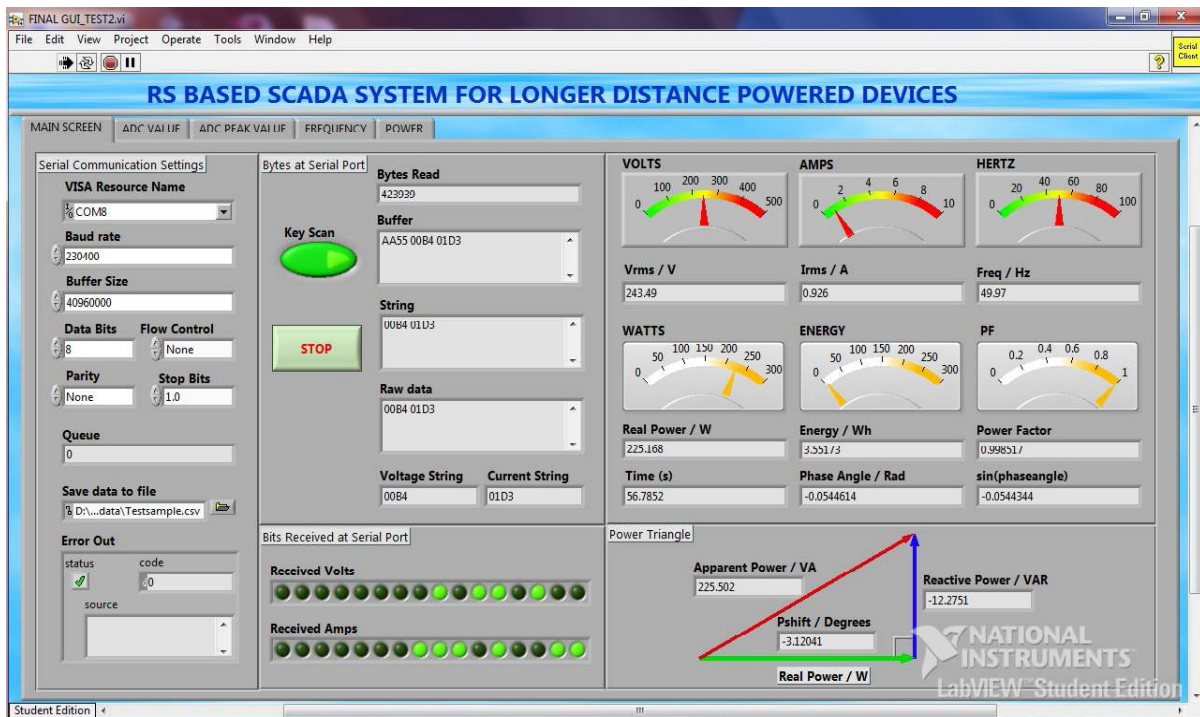 FINAL GUI_TEST2.vi
File Edit View Project Operate Tools Window Help
Serial
Client
RS BASED SCADA SYSTEM FOR LONGER DISTANCE POWERED DEVICES
MAIN SCREEN ADC VALUE ADC PEAK VALUE FREQUENCY POWER
Serial Communication Settings
VISA Resource Name
COM8
Baud rate
230400
Buffer Size
40960000
Data Bits Flow Control
8 None
Parity Stop Bits
None 1.0
Queue
0
Save data to file
D:\...data\Testsample.csv
Error Out
status code
0
source
Bytes at Serial Port
Key Scan
STOP
Bytes Read
423939
Buffer
AA55 00B4 01D3
String
00B4 01D3
Raw data
00B4 01D3
Voltage String Current String
00B4 01D3
Bits Received at Serial Port
Received Volts
Received Amps
VOLTS AMPS HERTZ
0 100 200 300 400 500
0 2 4 6 8 10
0 20 40 60 80 100
Vrms / V Irms / A Freq / Hz
243.49 0.926 49.97
WATTS ENERGY PF
0 50 100 150 200 250 300
0 50 100 150 200 250 300
0 0.2 0.4 0.6 0.8 1
Real Power / W Energy / Wh Power Factor
225.168 3.55173 0.998517
Time (s) Phase Angle / Rad sin(phaseangle)
56.7852 -0.0544614 -0.0544344
Power Triangle
Apparent Power / VA
225.502
Reactive Power / VAR
-12.2751
Pshift / Degrees
-3.12041
Real Power / W
NATIONAL
INSTRUMENTS
LabVIEW™ Student Edition
Student Edition